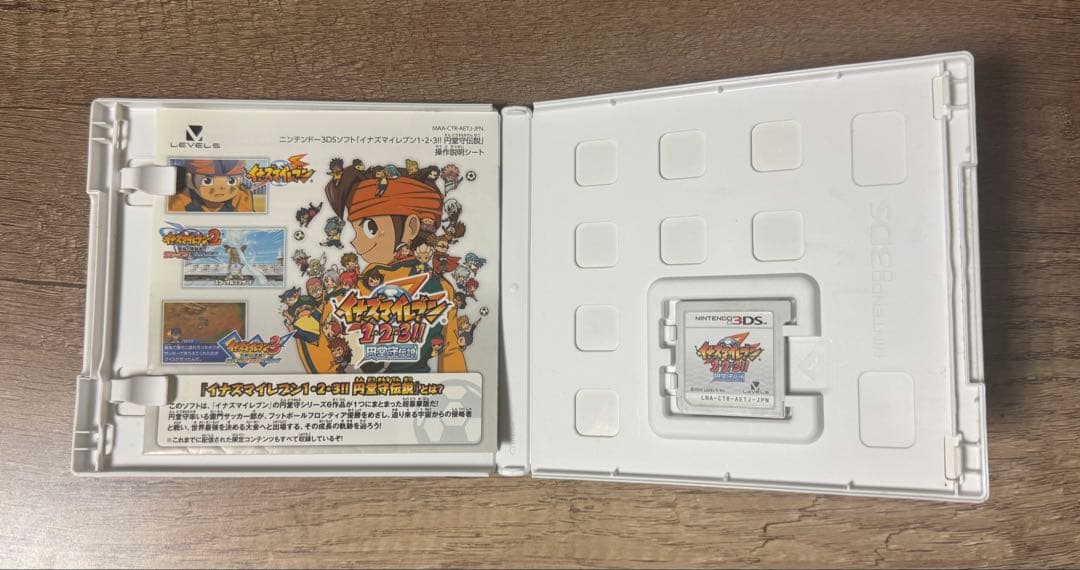 MAA-CTR-AETJ-JPN
ニンテンドー3DSソフト「イナズマイレブン1・2・3!! 円堂守伝説」
操作説明シート
LEVEL5
イナズマイレブン
イナズマイレブン2
イナズマイレブン3
イナズマイレブン
1・2・3!!
円堂守伝説
「イナズマイレブン1・2・3!! 円堂守伝説」とは?
このソフトは、「イナズマイレブン」の円堂守シリーズ6作品が1つにまとまった超豪華版だ!
円堂守率いる雷門サッカー部が、フットボールフロンティア優勝をめざし、迫り来る宇宙からの侵略者
と戦い、世界最強を決める大会へと出場する、その成長の軌跡を辿ろう!
※これまでに配信された限定コンテンツもすべて収録しているぞ!
NINTENDO 3DS™
イナズマイレブン
1・2・3!!
円堂守伝説
LEVEL5
LNA-CTR-AETJ-JPN